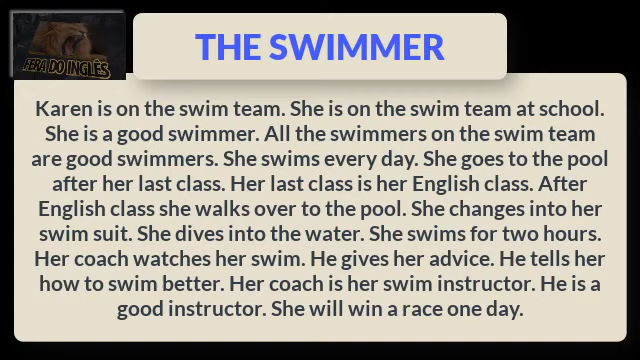 FERA DO INGLÊS
THE SWIMMER
Karen is on the swim team. She is on the swim team at school.
She is a good swimmer. All the swimmers on the swim team
are good swimmers. She swims every day. She goes to the pool
after her last class. Her last class is her English class. After
English class she walks over to the pool. She changes into her
swim suit. She dives into the water. She swims for two hours.
Her coach watches her swim. He gives her advice. He tells her
how to swim better. Her coach is her swim instructor. He is a
good instructor. She will win a race one day.